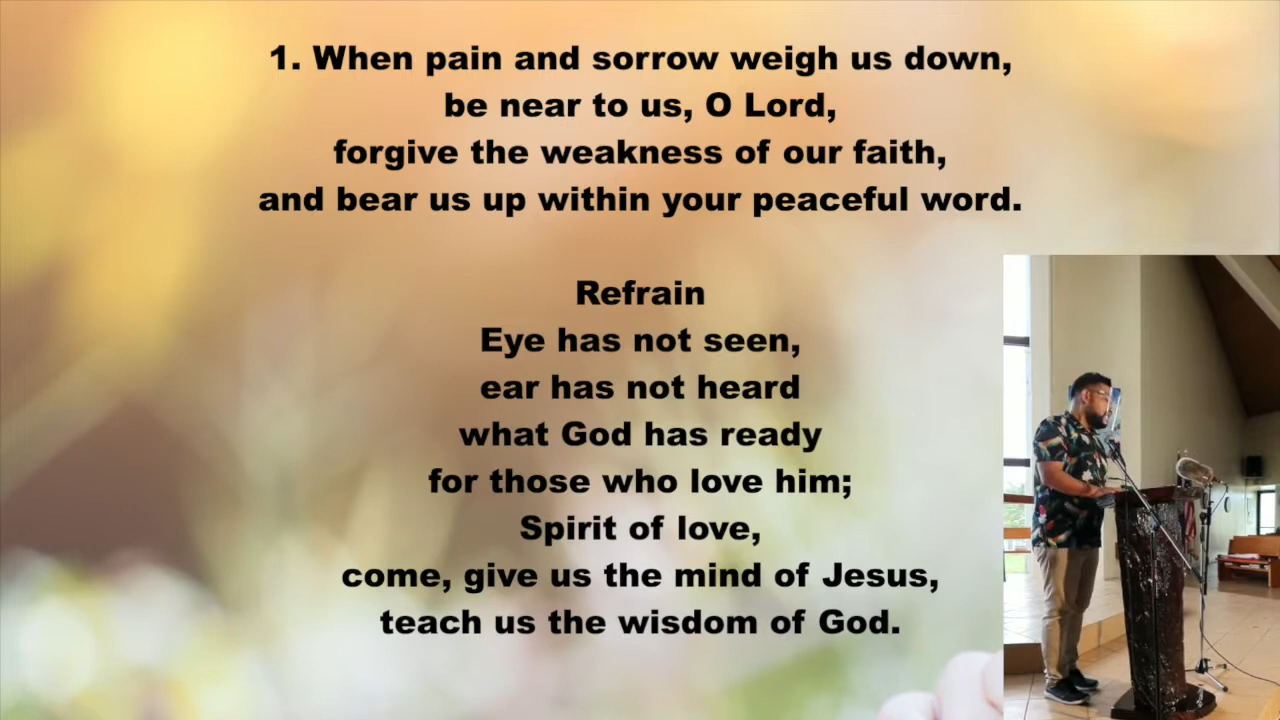 1. When pain and sorrow weigh us down,
be near to us, O Lord,
forgive the weakness of our faith,
and bear us up within your peaceful word.
Refrain
Eye has not seen,
ear has not heard
what God has ready
for those who love him;
Spirit of love,
come, give us the mind of Jesus,
teach us the wisdom of God.